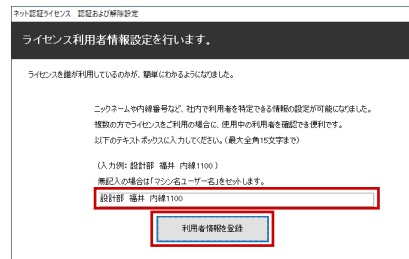 ネット認証ライセンス 認証および解除設定
ライセンス利用者情報設定を行います。
ライセンスを誰が利用しているのかが、簡単にわかるようになりました。
ニックネームや内線番号など、社内で利用者を特定できる情報の設定が可能になりました。
複数の方でライセンスをご利用の場合に、使用中の利用者を確認でき便利です。
以下のテキストボックスに入力してください。（最大全角15文字まで）
（入力例：設計部 福井 内線1100）
無記入の場合は「マシン名ユーザー名」をセットします。
設計部 福井 内線1100
利用者情報を登録